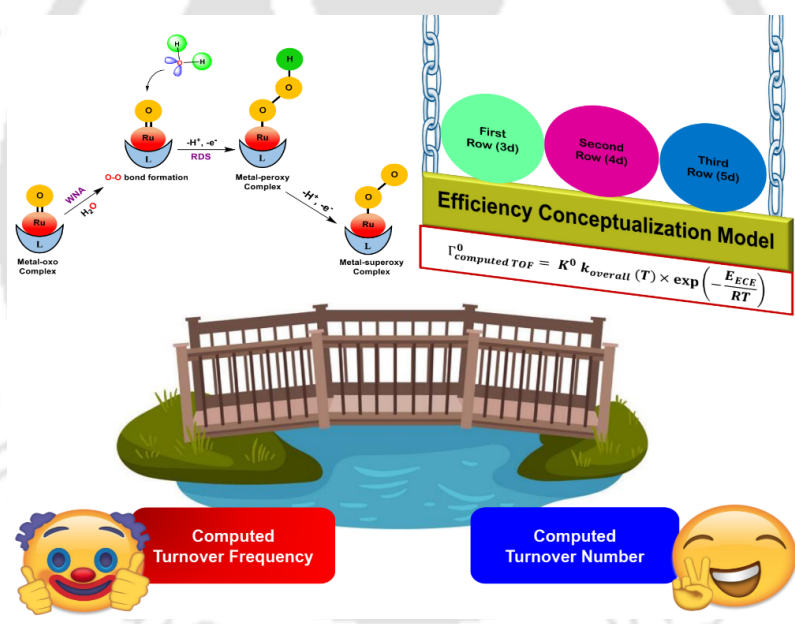 H
O
H
H
O
O
O
Ru
L
O-O bond formation
-H⁺, -e⁻
RDS
Ru
L
Metal-peroxy
Complex
WNA
H₂O
O
Ru
L
Metal-oxo
Complex
-H⁺, -e⁻
O
O
Ru
L
Metal-superoxy
Complex
First
Row (3d)
Second
Row (4d)
Third
Row (5d)
Efficiency Conceptualization Model
Γ⁰computed TOF = K⁰ koverall (T) × exp(−EECE/RT)
Computed
Turnover Frequency
Computed
Turnover Number